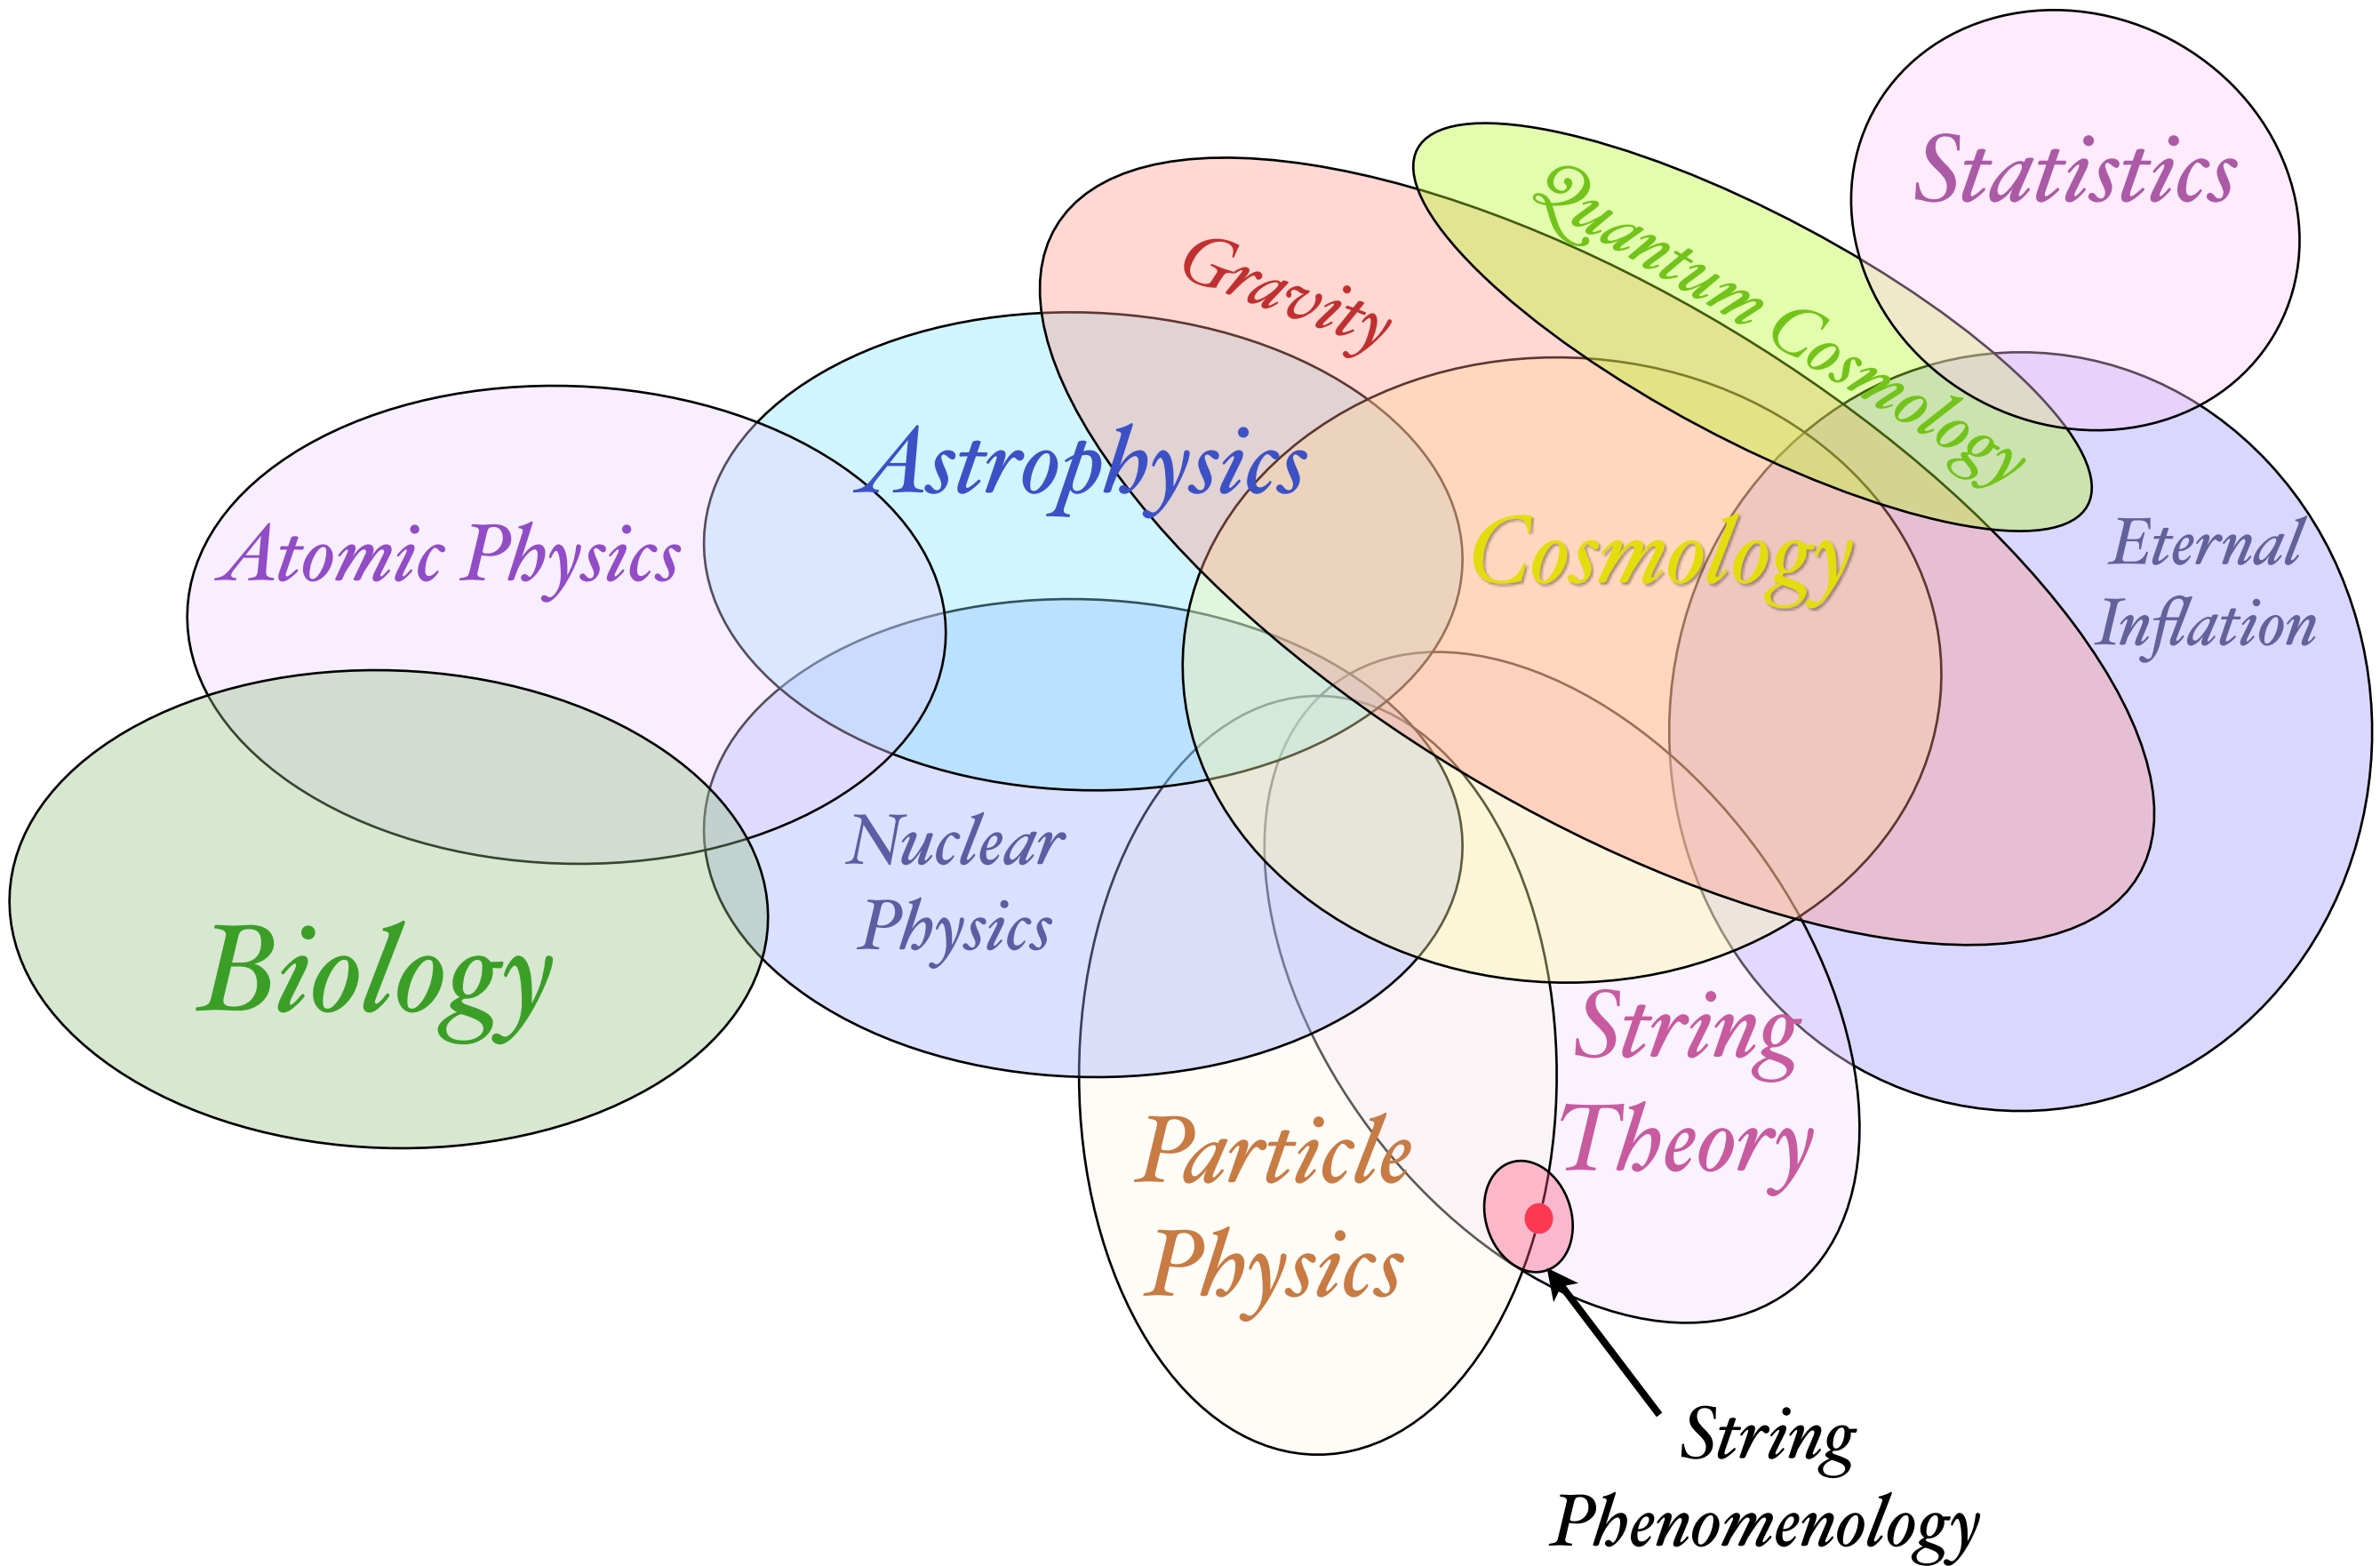 Statistics
Quantum Cosmology
Gravity
Astrophysics
Cosmology
Atomic Physics
Eternal
Inflation
Nuclear
Physics
Biology
String
Theory
Particle
Physics
String
Phenomenology